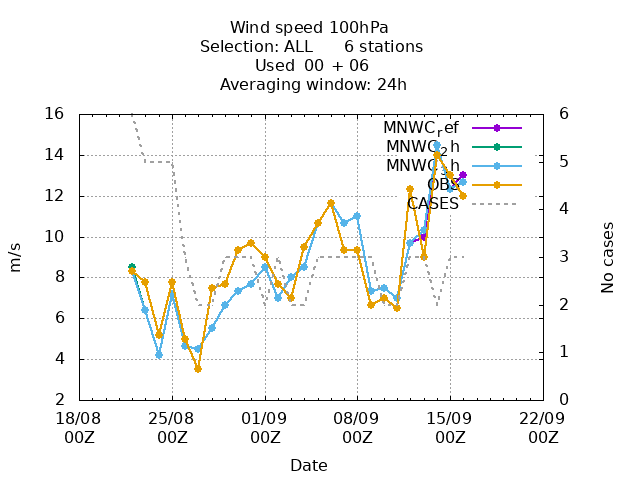 Wind speed 100hPa
Selection: ALL 6 stations
Used 00 + 06
Averaging window: 24h
16
14
12
10
8
6
4
2
6
5
4
3
2
1
0
m/s
No cases
MNWC_ref
MNWC_2h
MNWC_3h
OBS
CASES
18/08 25/08 01/09 08/09 15/09 22/09
00Z 00Z 00Z 00Z 00Z 00Z
Date